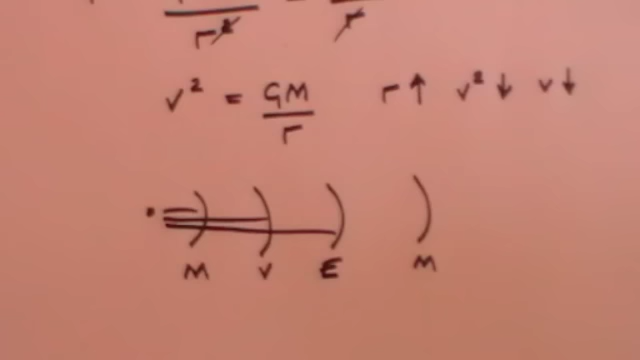 r² r
v² = GM/r r↑ v²↓ v↓
M V E M